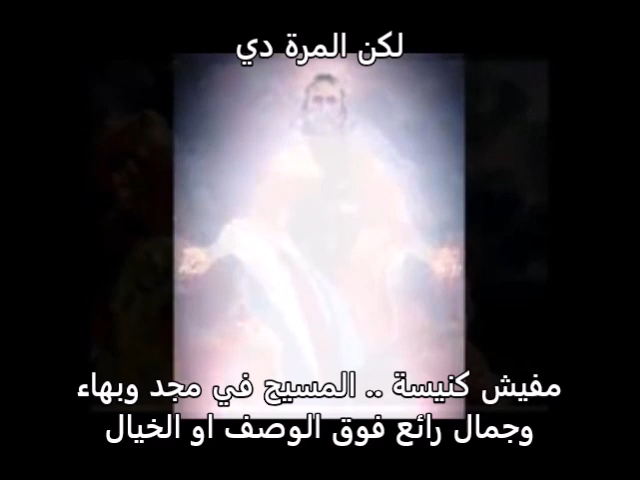 لكن المرة دي
مفيش كنيسة .. المسيح في مجد وبهاء
وجمال رائع فوق الوصف او الخيال